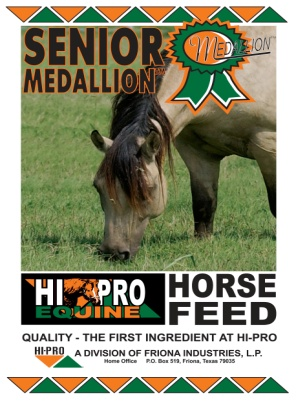 SENIOR
MEDALLION™
MEDALLION
HI PRO
EQUINE
HORSE
FEED
QUALITY - THE FIRST INGREDIENT AT HI-PRO
HI-PRO
A DIVISION OF FRIONA INDUSTRIES, L.P.
Home Office P.O. Box 519, Friona, Texas 79035